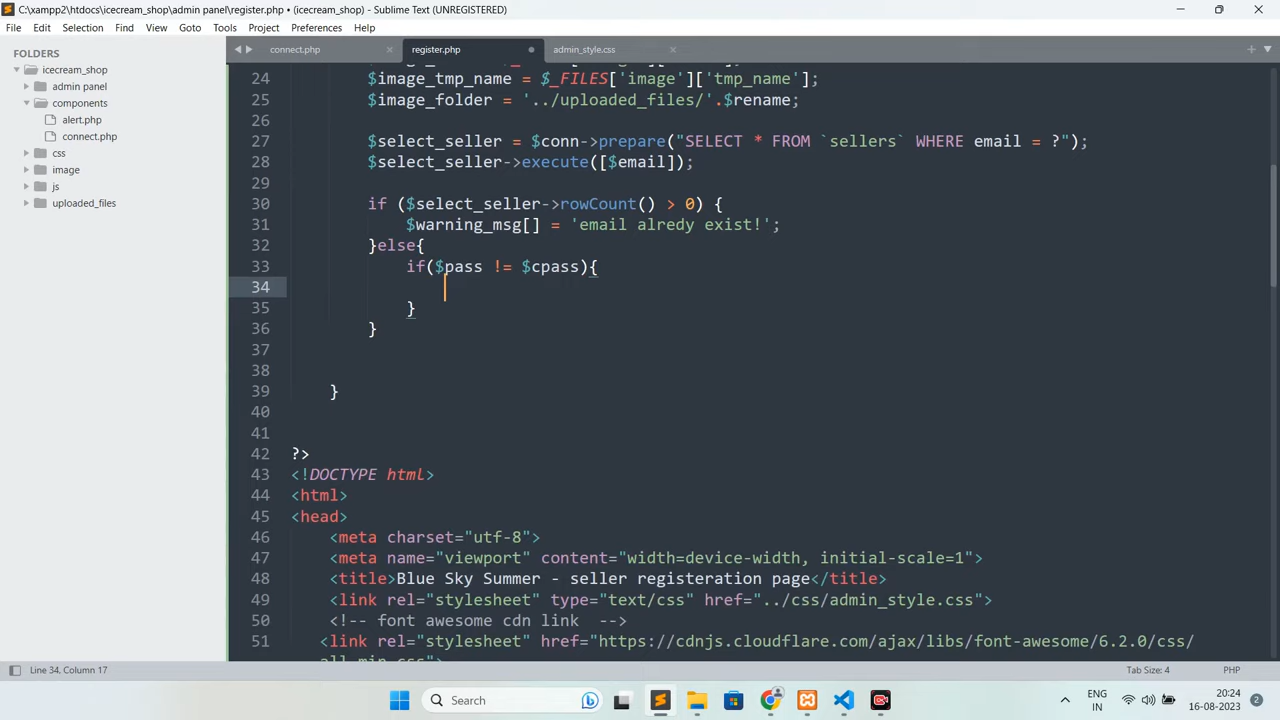 C:\xampp2\htdocs\icecream_shop\admin panel\register.php • (icecream_shop) - Sublime Text (UNREGISTERED)
File Edit Selection Find View Goto Tools Project Preferences Help
FOLDERS
icecream_shop
admin panel
components
alert.php
connect.php
css
image
js
uploaded_files
connect.php
register.php
admin_style.css
24 $image_tmp_name = $_FILES['image']['tmp_name'];
25 $image_folder = '../uploaded_files/'.$rename;
26
27 $select_seller = $conn->prepare("SELECT * FROM `sellers` WHERE email = ?");
28 $select_seller->execute([$email]);
29
30 if ($select_seller->rowCount() > 0) {
31 $warning_msg[] = 'email alredy exist!';
32 }else{
33 if($pass != $cpass){
34
35 }
36 }
37
38
39 }
40
41
42 ?>
43 <!DOCTYPE html>
44 <html>
45 <head>
46 <meta charset="utf-8">
47 <meta name="viewport" content="width=device-width, initial-scale=1">
48 <title>Blue Sky Summer - seller registeration page</title>
49 <link rel="stylesheet" type="text/css" href="../css/admin_style.css">
50 <!-- font awesome cdn link  -->
51 <link rel="stylesheet" href="https://cdnjs.cloudflare.com/ajax/libs/font-awesome/6.2.0/css/
Line 34, Column 17
Tab Size: 4
PHP
Search
ENG
IN
20:24
16-08-2023
2